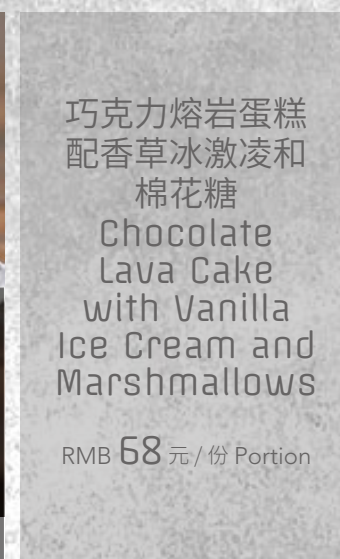 巧克力熔岩蛋糕
配香草冰激凌和
棉花糖
Chocolate
Lava Cake
with Vanilla
Ice Cream and
Marshmallows
RMB 68 元 / 份 Portion